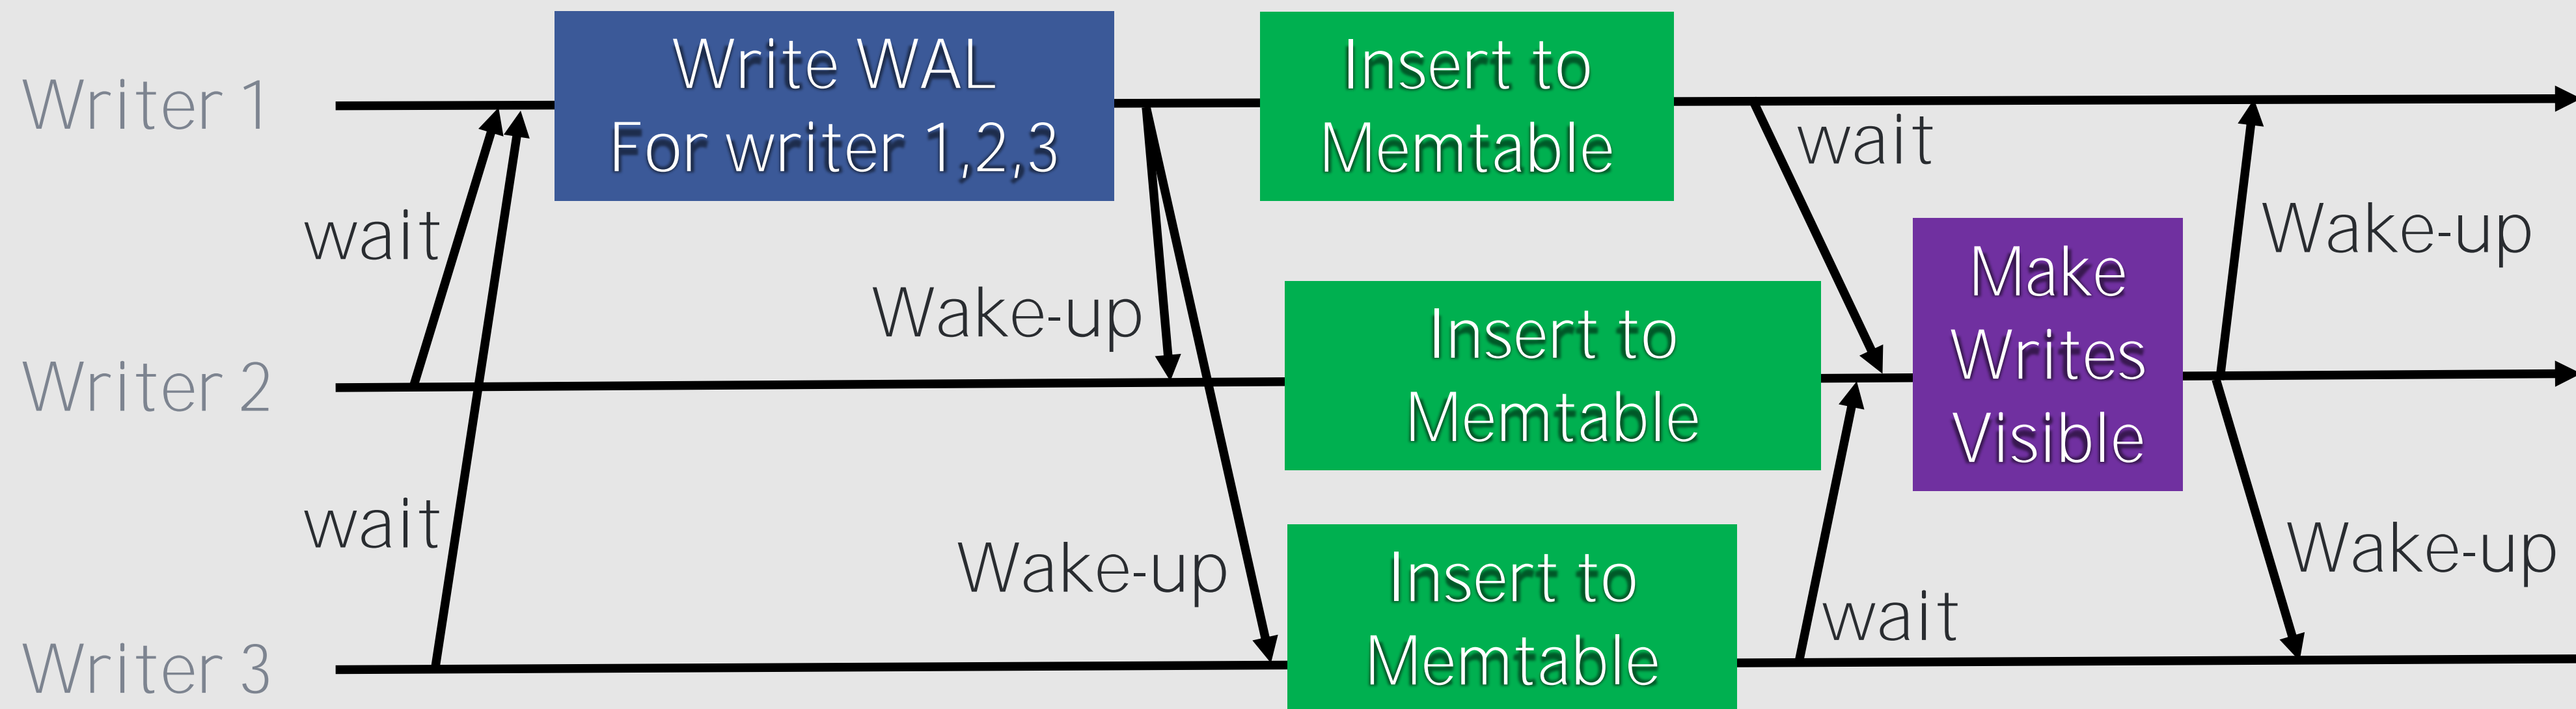 Writer 1
Write WAL
For writer 1,2,3
Insert to
Memtable
wait
wait
Wake-up
Make
Writes
Visible
Wake-up
Writer 2
Insert to
Memtable
wait
Wake-up
Insert to
Memtable
wait
Wake-up
Writer 3